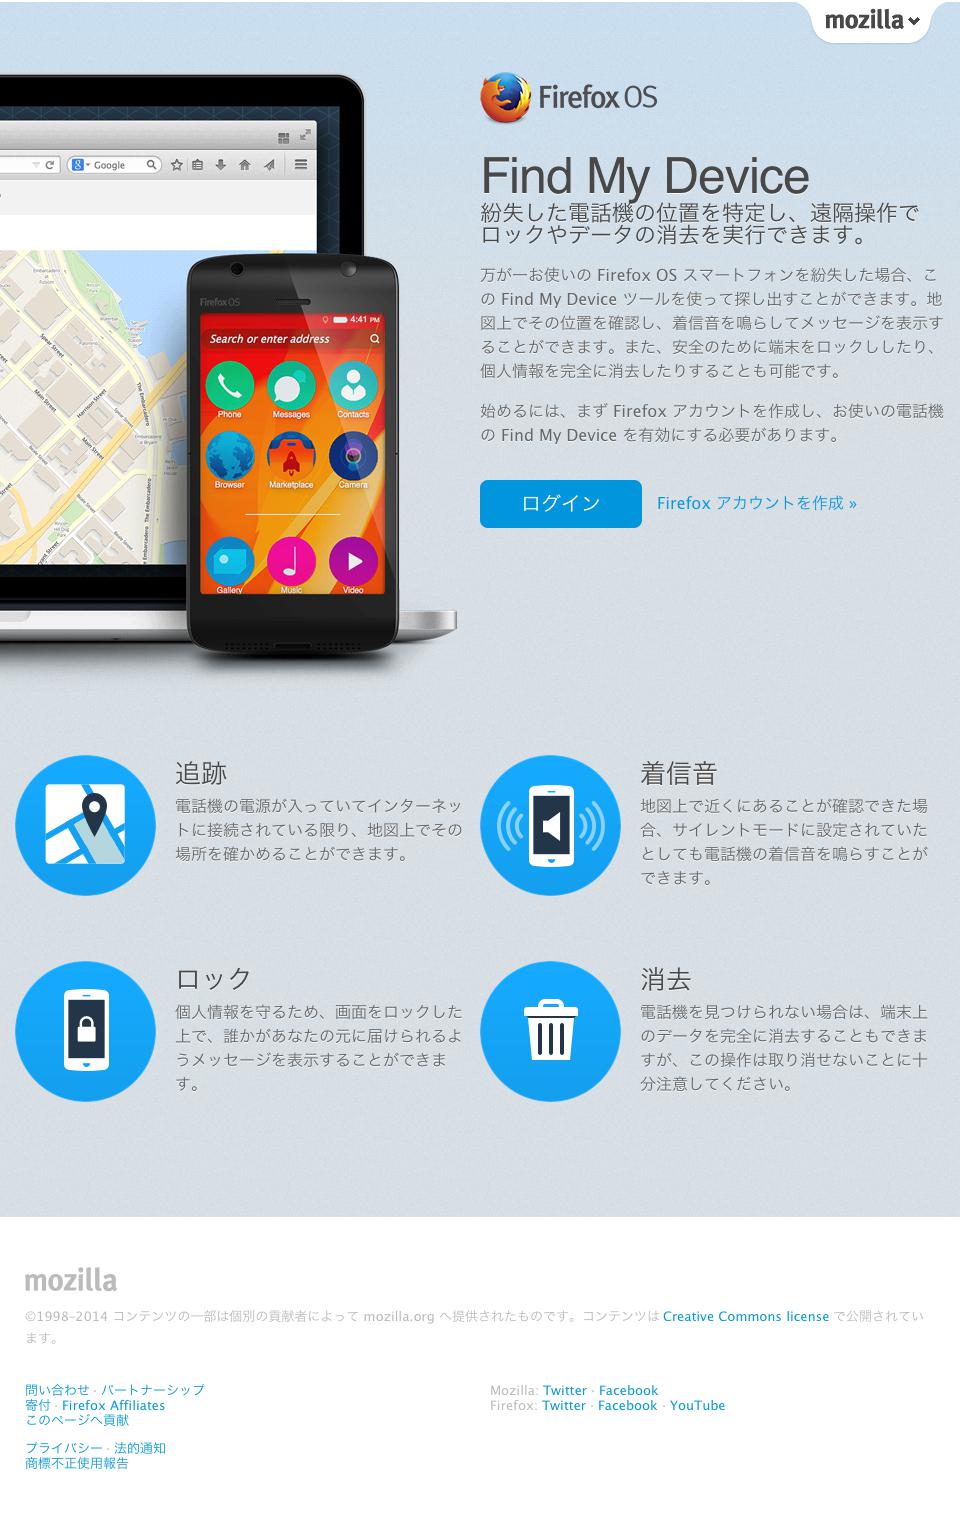 mozilla
Firefox OS
Google
Find My Device
紛失した電話機の位置を特定し、遠隔操作で
ロックやデータの消去を実行できます。
万が一お使いの Firefox OS スマートフォンを紛失した場合、こ
の Find My Device ツールを使って探し出すことができます。地
図上でその位置を確認し、着信音を鳴らしてメッセージを表示す
ることができます。また、安全のために端末をロックししたり、
個人情報を完全に消去したりすることも可能です。
始めるには、まず Firefox アカウントを作成し、お使いの電話機
の Find My Device を有効にする必要があります。
ログイン
Firefox アカウントを作成 »
Firefox OS
4:41 PM
Search or enter address
Phone
Messages
Contacts
Browser
Marketplace
Camera
Gallery
Music
Video
Spear Street
Main Street
Harrison Street
The Embarcadero
追跡
電話機の電源が入っていてインターネッ
トに接続されている限り、地図上でその
場所を確かめることができます。
着信音
地図上で近くにあることが確認できた場
合、サイレントモードに設定されていた
としても電話機の着信音を鳴らすことが
できます。
ロック
個人情報を守るため、画面をロックした
上で、誰かがあなたの元に届けられるよ
うメッセージを表示することができま
す。
消去
電話機を見つけられない場合は、端末上
のデータを完全に消去することもできま
すが、この操作は取り消せないことに十
分注意してください。
mozilla
©1998–2014 コンテンツの一部は個別の貢献者によって mozilla.org へ提供されたものです。コンテンツは Creative Commons license で公開されてい
ます。
問い合わせ · パートナーシップ
寄付 · Firefox Affiliates
このページへ貢献
プライバシー · 法的通知
商標不正使用報告
Mozilla: Twitter · Facebook
Firefox: Twitter · Facebook · YouTube